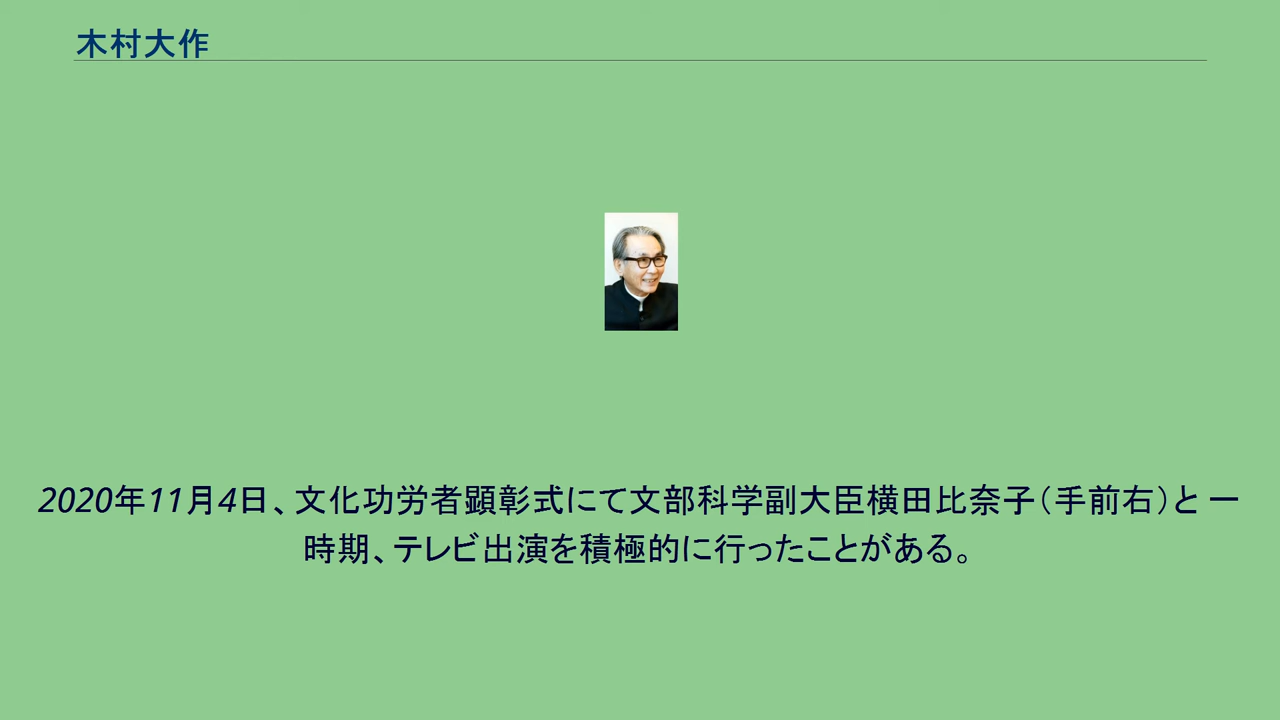 木村大作
2020年11月4日、文化功労者顕彰式にて文部科学副大臣横田比奈子（手前右）と 一
時期、テレビ出演を積極的に行ったことがある。